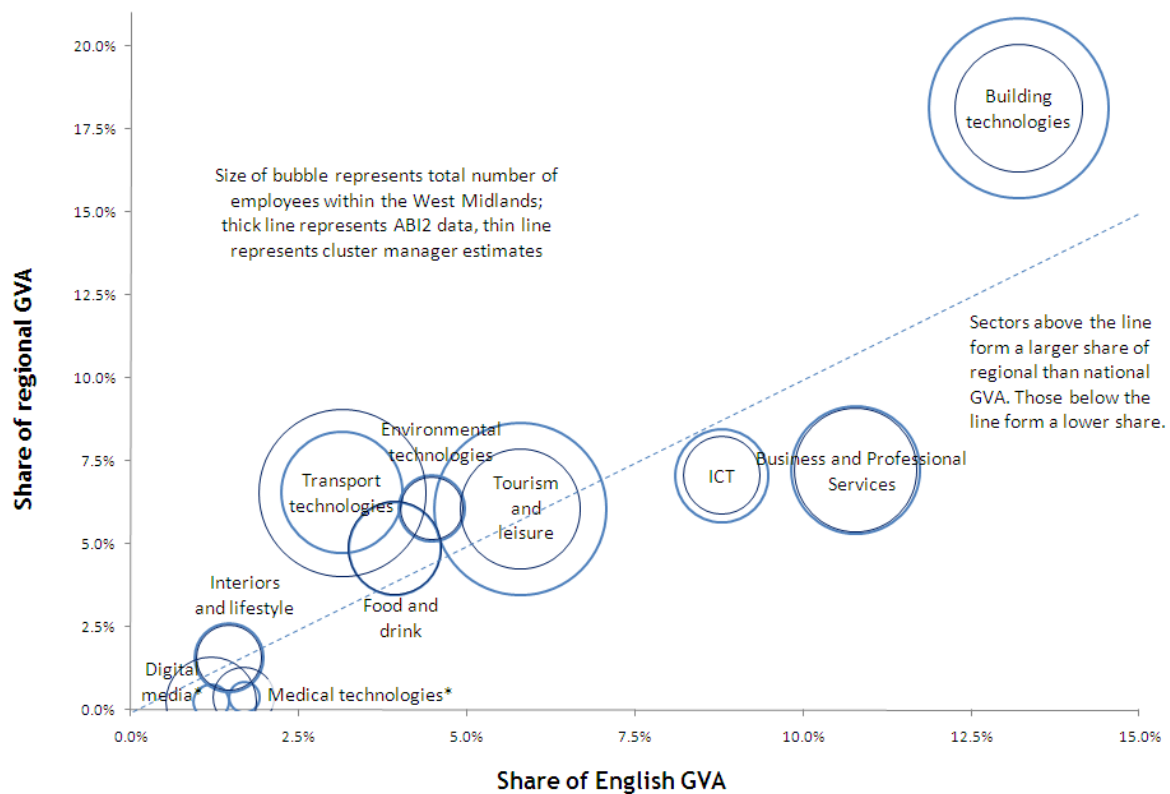 20.0%
17.5%
15.0%
12.5%
10.0%
7.5%
5.0%
2.5%
0.0%
Share of regional GVA
Building
technologies
Size of bubble represents total number of
employees within the West Midlands;
thick line represents ABI2 data, thin line
represents cluster manager estimates
Sectors above the line
form a larger share of
regional than national
GVA. Those below the
line form a lower share.
Environmental
technologies
Transport
technologies
Tourism
and
leisure
ICT
Business and Professional
Services
Interiors
and lifestyle
Food and
drink
Digital
media*
Medical technologies*
0.0%
2.5%
5.0%
7.5%
10.0%
12.5%
15.0%
Share of English GVA